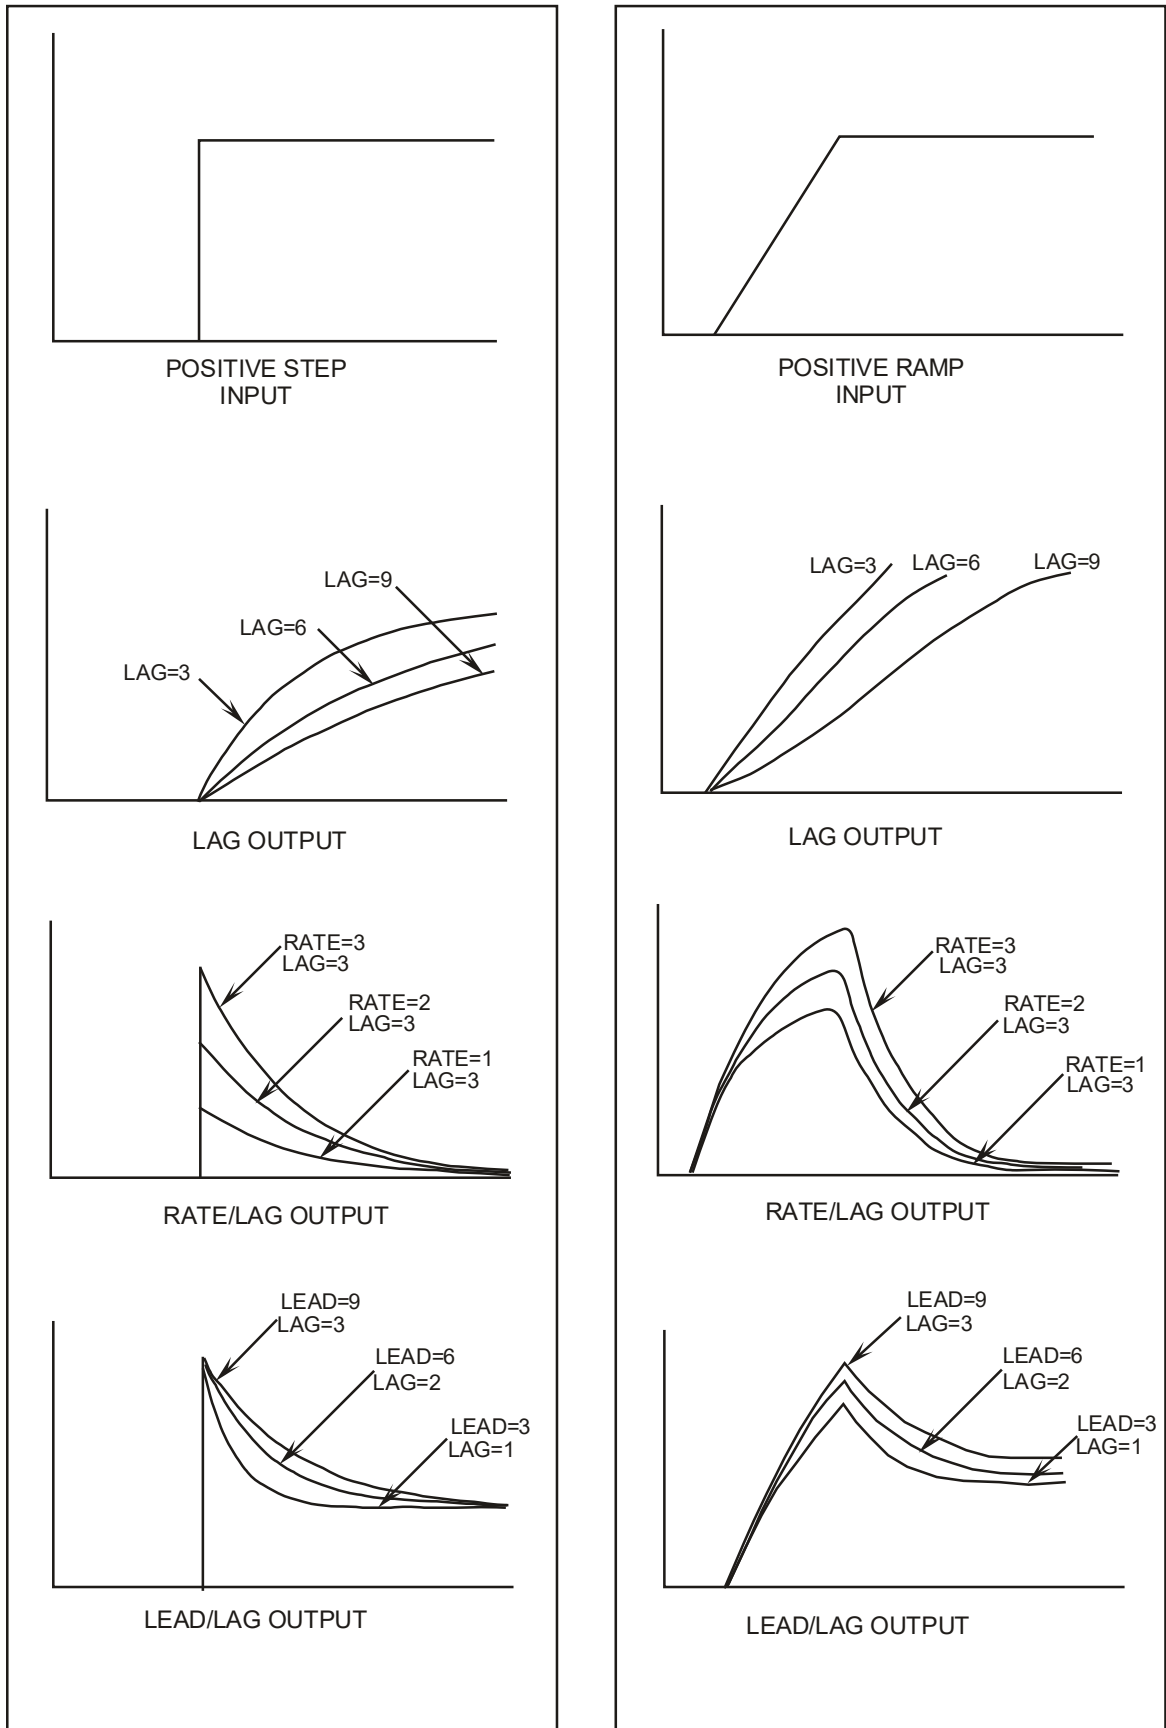 POSITIVE STEP
INPUT
LAG=9
LAG=6
LAG=3
LAG OUTPUT
RATE=3
LAG=3
RATE=2
LAG=3
RATE=1
LAG=3
RATE/LAG OUTPUT
LEAD=9
LAG=3
LEAD=6
LAG=2
LEAD=3
LAG=1
LEAD/LAG OUTPUT
POSITIVE RAMP
INPUT
LAG=3
LAG=6
LAG=9
LAG OUTPUT
RATE=3
LAG=3
RATE=2
LAG=3
RATE=1
LAG=3
RATE/LAG OUTPUT
LEAD=9
LAG=3
LEAD=6
LAG=2
LEAD=3
LAG=1
LEAD/LAG OUTPUT